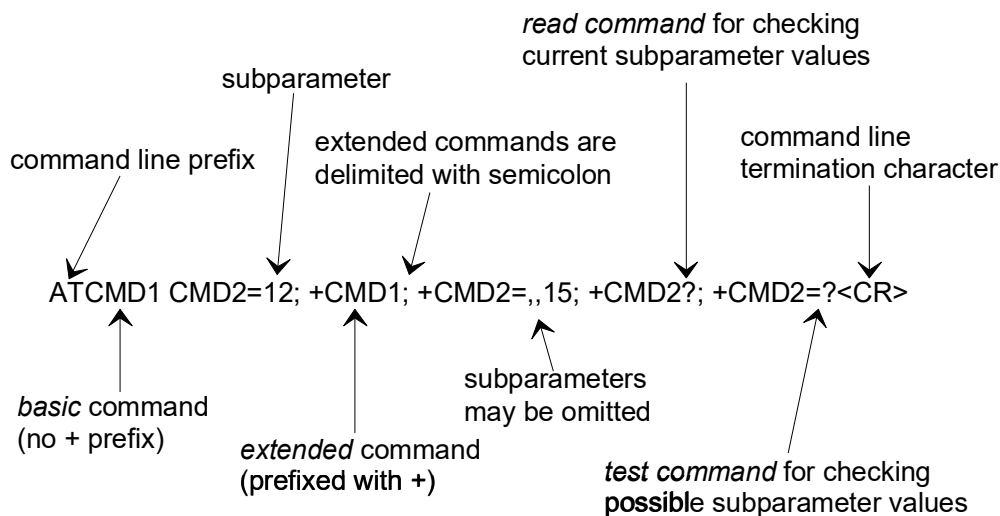 read command for checking
current subparameter values
subparameter
extended commands are
delimited with semicolon
command line
termination character
command line prefix
ATCMD1 CMD2=12; +CMD1; +CMD2=,,15; +CMD2?; +CMD2=?<CR>
basic command
(no + prefix)
extended command
(prefixed with +)
subparameters
may be omitted
test command for checking
possible subparameter values